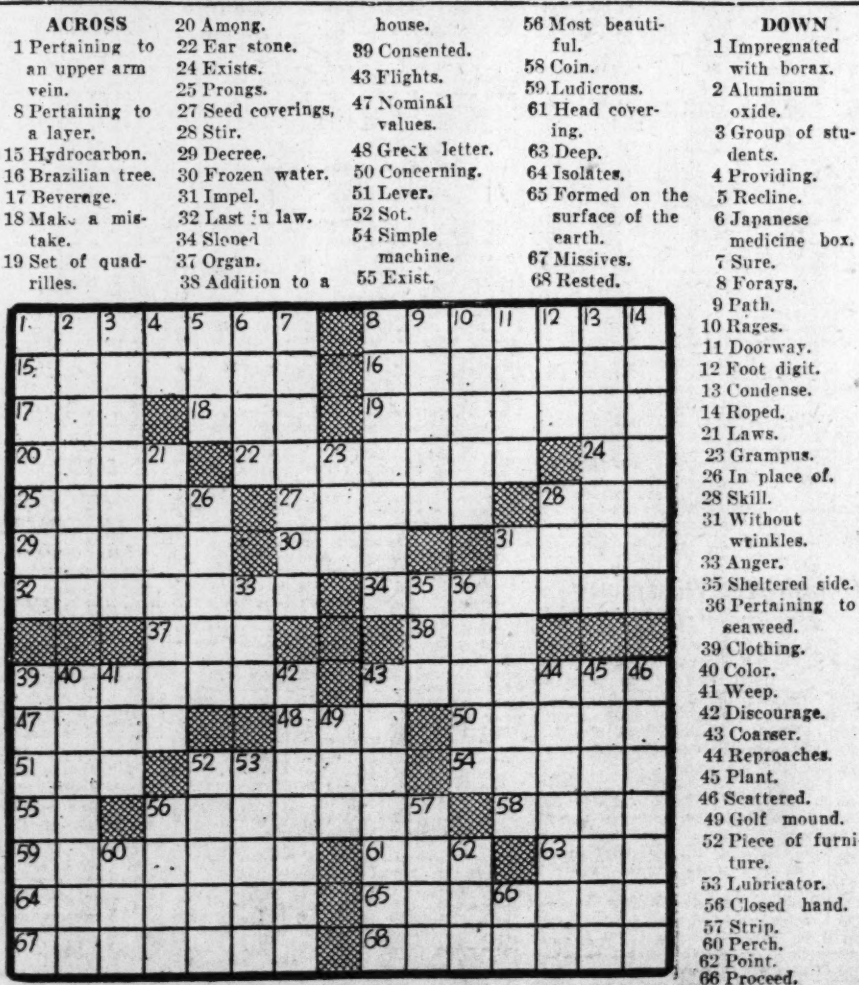 ACROSS
1 Pertaining to
an upper arm
vein.
8 Pertaining to
a layer.
15 Hydrocarbon.
16 Brazilian tree.
17 Beverage.
18 Make a mis-
take.
19 Set of quad-
rilles.
20 Among.
22 Ear stone.
24 Exists.
25 Prongs.
27 Seed coverings,
28 Stir.
29 Decree.
30 Frozen water.
31 Impel.
32 Last in law.
34 Sloped
37 Organ.
38 Addition to a
house.
39 Consented.
43 Flights.
47 Nominal
values.
48 Greek letter.
50 Concerning.
51 Lever.
52 Sot.
54 Simple
machine.
55 Exist.
56 Most beauti-
ful.
58 Coin.
59 Ludicrous.
61 Head cover-
ing.
63 Deep.
64 Isolates.
65 Formed on the
surface of the
earth.
67 Missives.
68 Rested.
DOWN
1 Impregnated
with borax.
2 Aluminum
oxide.
3 Group of stu-
dents.
4 Providing.
5 Recline.
6 Japanese
medicine box.
7 Sure.
8 Forays.
9 Path.
10 Rages.
11 Doorway.
12 Foot digit.
13 Condense.
14 Roped.
21 Laws.
23 Grampus.
26 In place of.
28 Skill.
31 Without
wrinkles.
33 Anger.
35 Sheltered side.
36 Pertaining to
seaweed.
39 Clothing.
40 Color.
41 Weep.
42 Discourage.
43 Coarser.
44 Reproaches.
45 Plant.
46 Scattered.
49 Golf mound.
52 Piece of furni-
ture.
53 Lubricator.
56 Closed hand.
57 Strip.
60 Perch.
62 Point.
66 Proceed.
1 2 3 4 5 6 7 8 9 10 11 12 13 14
15 16
17 18 19
20 21 22 23 24
25 26 27 28
29 30 31
32 33 34 35 36
37 38
39 40 41 42 43 44 45 46
47 48 49 50
51 52 53 54
55 56 57 58
59 60 61 62 63
64 65 66
67 68